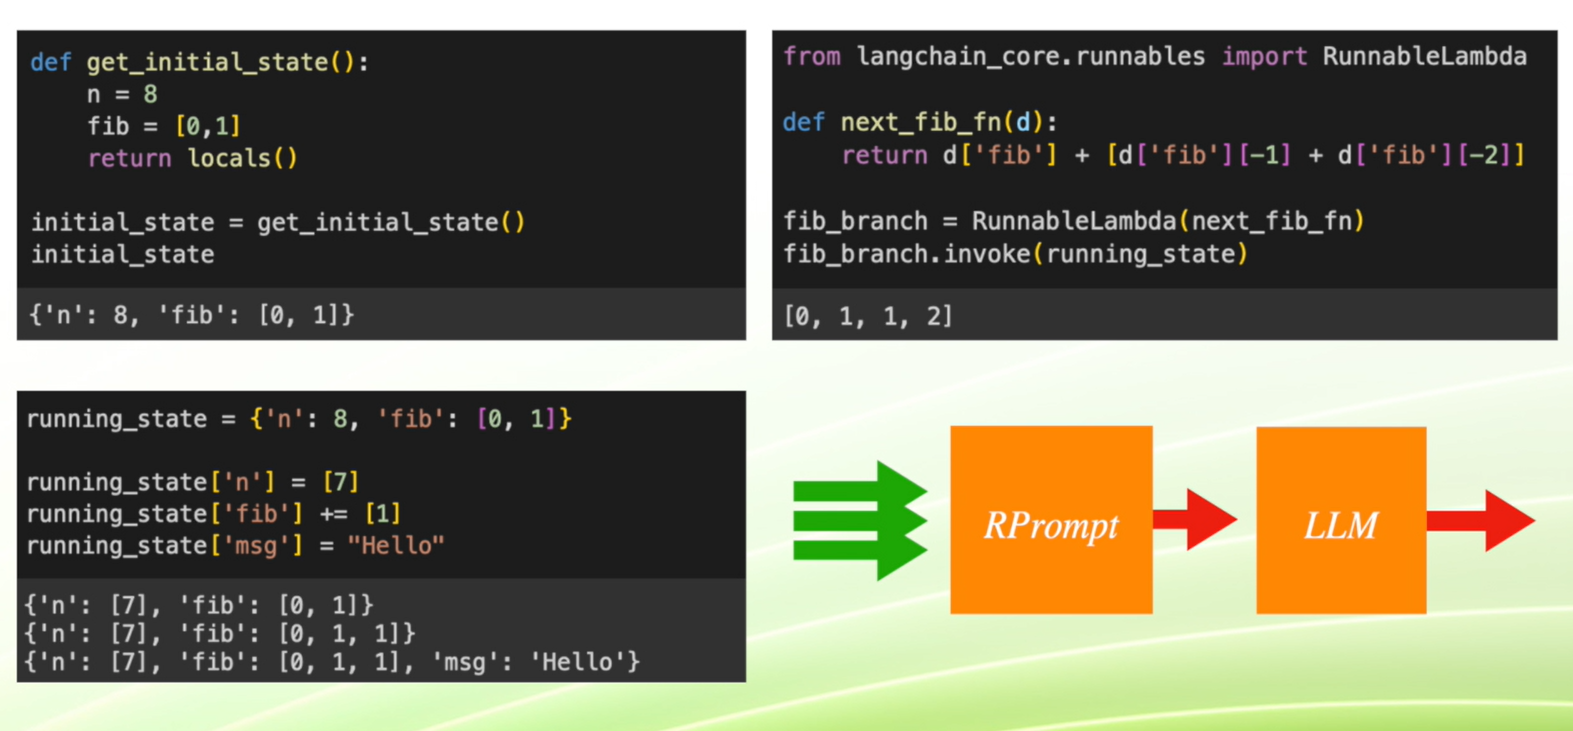 def get_initial_state():
    n = 8
    fib = [0,1]
    return locals()

initial_state = get_initial_state()
initial_state
{'n': 8, 'fib': [0, 1]}
from langchain_core.runnables import RunnableLambda

def next_fib_fn(d):
    return d['fib'] + [d['fib'][-1] + d['fib'][-2]]

fib_branch = RunnableLambda(next_fib_fn)
fib_branch.invoke(running_state)
[0, 1, 1, 2]
running_state = {'n': 8, 'fib': [0, 1]}

running_state['n'] = [7]
running_state['fib'] += [1]
running_state['msg'] = "Hello"
{'n': [7], 'fib': [0, 1]}
{'n': [7], 'fib': [0, 1, 1]}
{'n': [7], 'fib': [0, 1, 1], 'msg': 'Hello'}
RPrompt
LLM